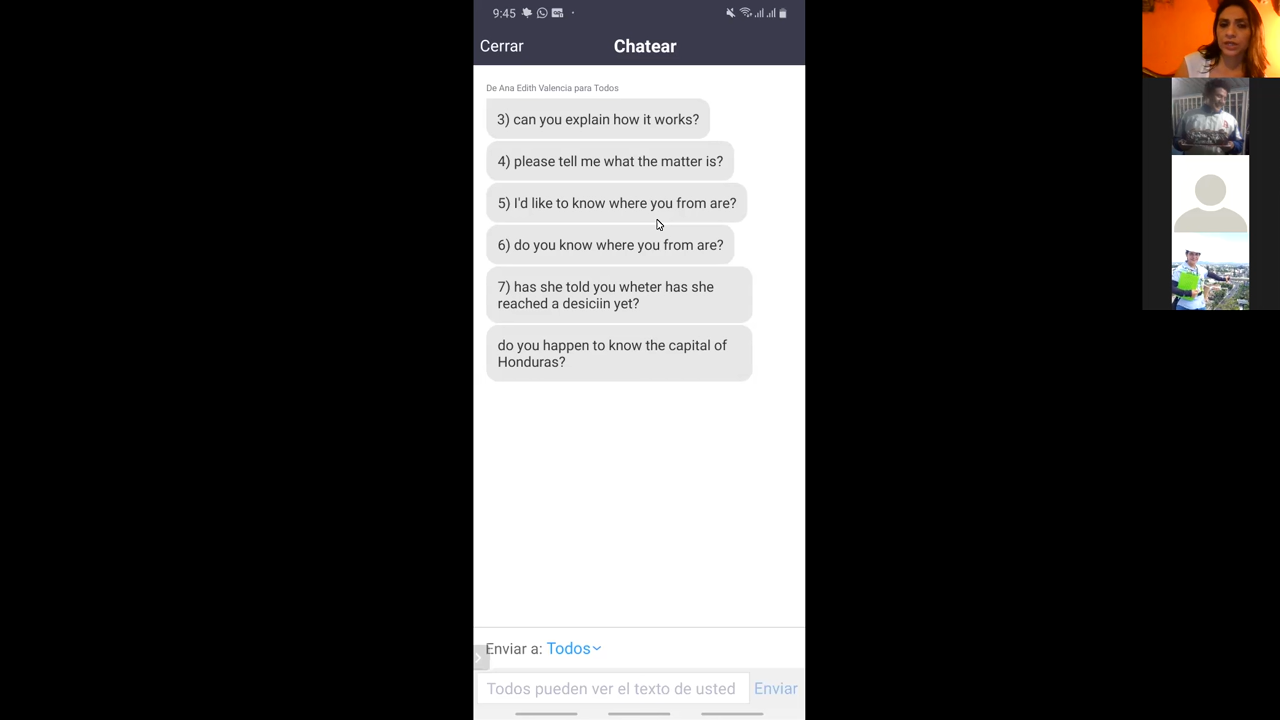 9:45
Cerrar
Chatear
De Ana Edith Valencia para Todos
3) can you explain how it works?
4) please tell me what the matter is?
5) I'd like to know where you from are?
6) do you know where you from are?
7) has she told you wheter has she
reached a desiciin yet?
do you happen to know the capital of
Honduras?
Enviar a: Todos
Todos pueden ver el texto de usted
Enviar